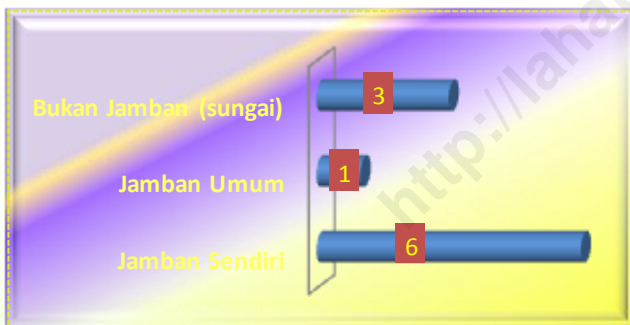 Bukan Jamban (sungai)
3
Jamban Umum
1
Jamban Sendiri
6
http://laha